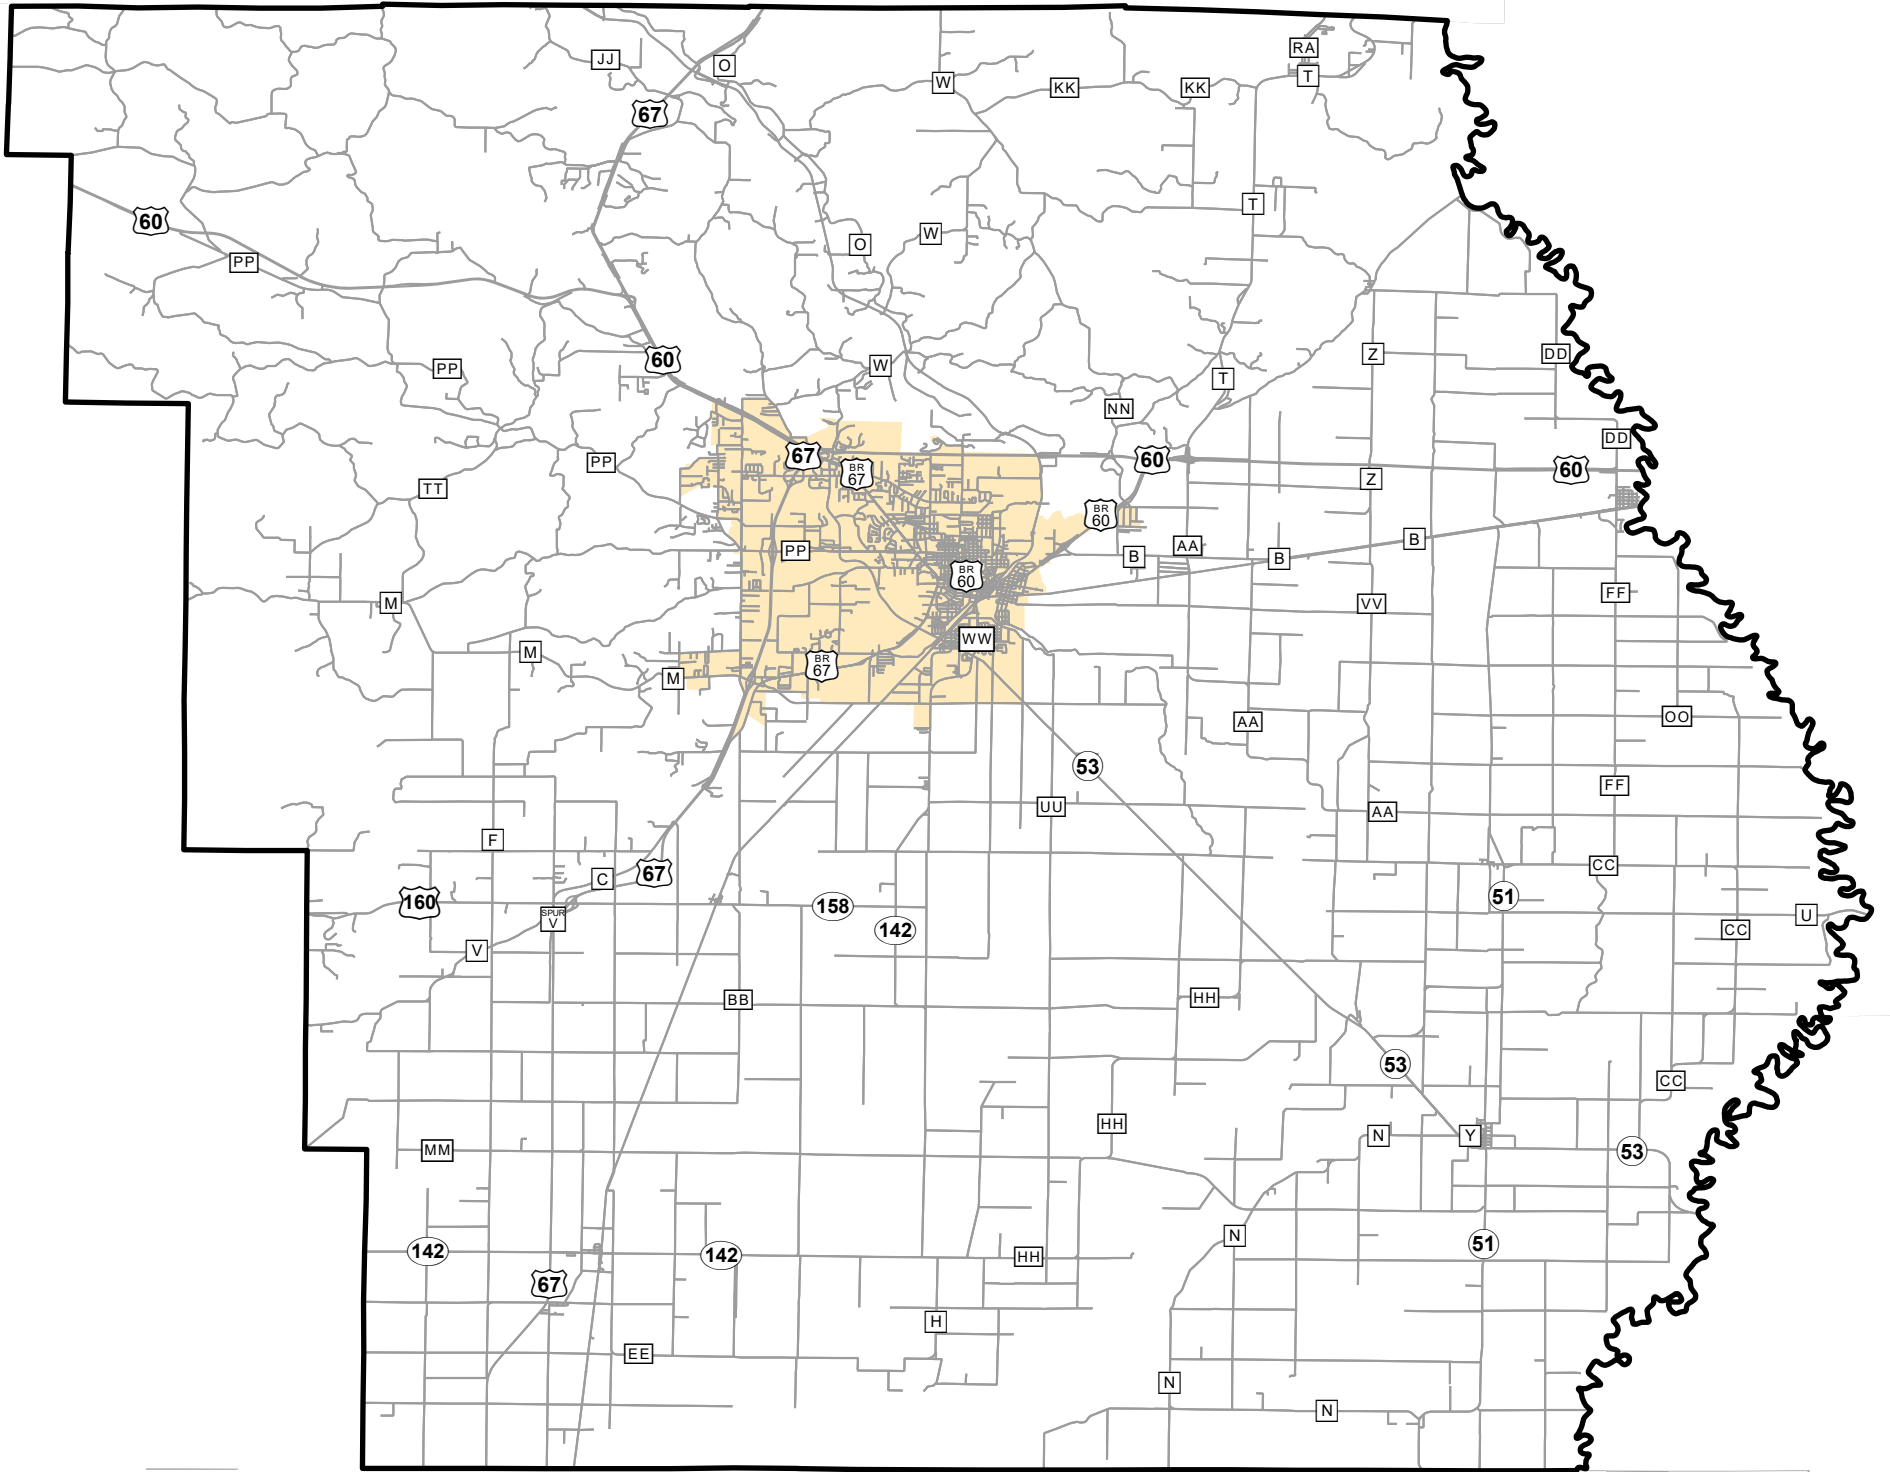 RA
JJ
O
T
W
KK
KK
67
T
60
W
O
PP
Z
DD
60
W
PP
T
NN
DD
67
60
PP
60
BR
67
Z
TT
BR
60
B
AA
PP
B
B
BR
60
FF
M
VV
WW
M
BR
67
M
OO
AA
53
FF
UU
AA
F
CC
67
C
51
160
158
U
SPUR
V
142
CC
V
HH
BB
53
CC
HH
N
Y
MM
53
N
51
142
142
HH
67
H
EE
N
N